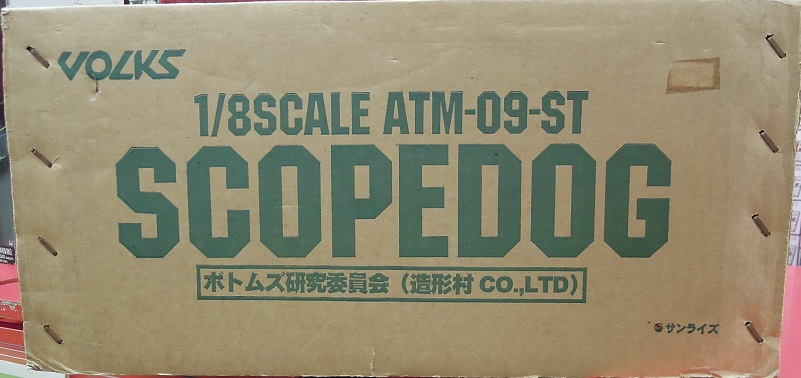 VOLKS
1/8SCALE ATM-09-ST
SCOPEDOG
ボトムズ研究委員会（造形村 CO.,LTD）
サンライズ